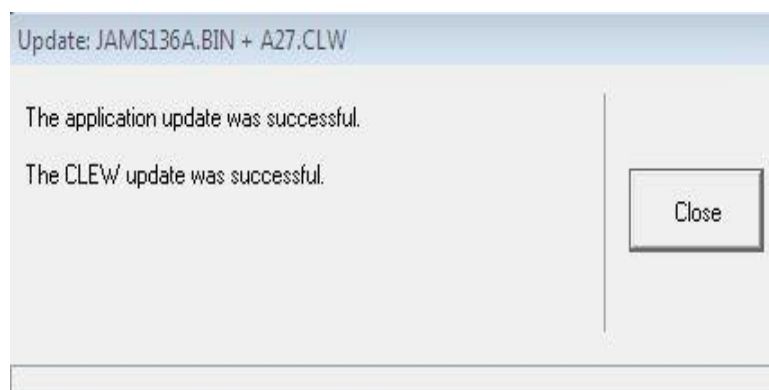 Update: JAMS136A.BIN + A27.CLW
The application update was successful.
The CLEW update was successful.
Close